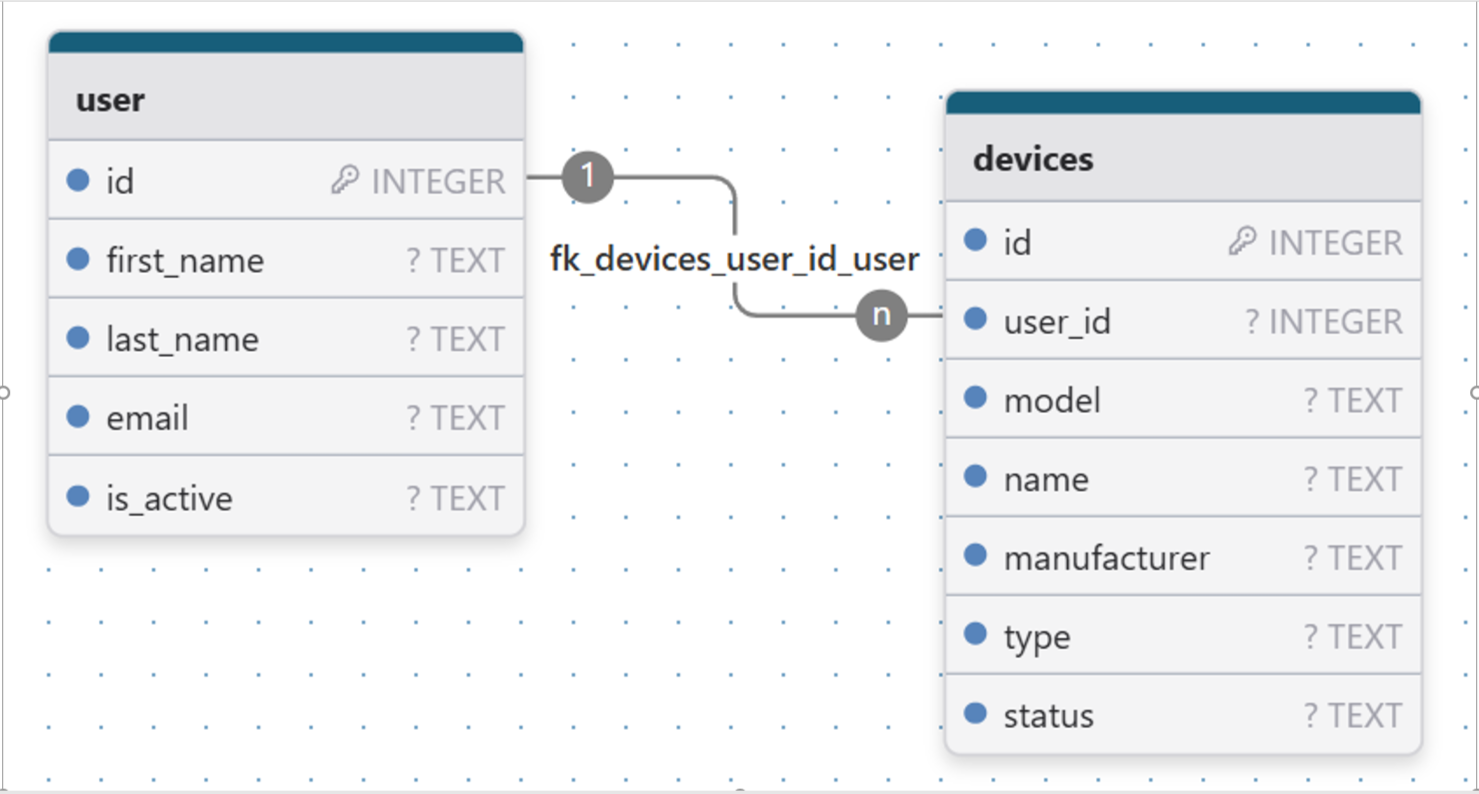 user
id INTEGER
first_name ? TEXT
last_name ? TEXT
email ? TEXT
is_active ? TEXT
1
fk_devices_user_id_user
n
devices
id INTEGER
user_id ? INTEGER
model ? TEXT
name ? TEXT
manufacturer ? TEXT
type ? TEXT
status ? TEXT